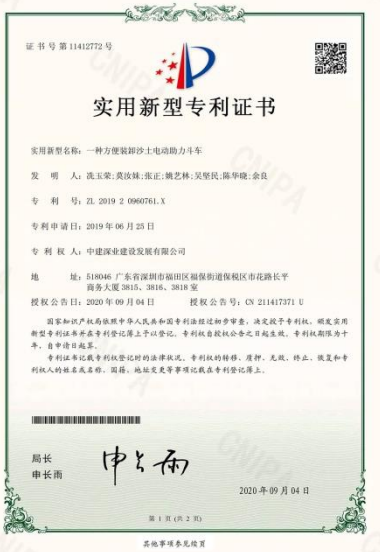 证书号第11412772号
实用新型专利证书
实用新型名称：一种方便装卸沙土电动助力斗车
发 明 人：冼玉荣;莫汝妹;张正;姚艺林;吴坚民;陈华晓;余良
专 利 号：ZL 2019 2 0960761.X
专利申请日：2019年06月25日
专 利 权 人：中建深业建设发展有限公司
地 址：518046 广东省深圳市福田区福保街道保税区市花路长平
商务大厦3815、3816、3818室
授权公告日：2020年09月04日 授权公告号：CN 211417371 U
国家知识产权局依照中华人民共和国专利法经过初步审查，决定授予专利权，颁发实用
新型专利证书并在专利登记簿上予以登记。专利权自授权公告之日起生效。专利权期限为十
年，自申请日起算。
专利证书记载专利权登记时的法律状况。专利权的转移、质押、无效、终止、恢复和专
利权人的姓名或名称、国籍、地址变更等事项记载在专利登记簿上。
局长
申长雨
申长雨
2020年09月04日
第 1 页 (共 2 页)
其他事项参见续页
CNIPA
CNIPA
CNIPA